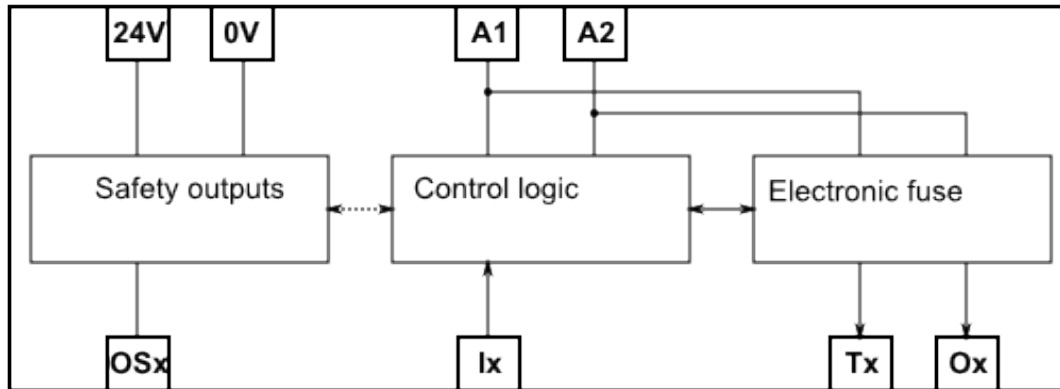 24V 0V A1 A2
Safety outputs Control logic Electronic fuse
OSx Ix Tx Ox